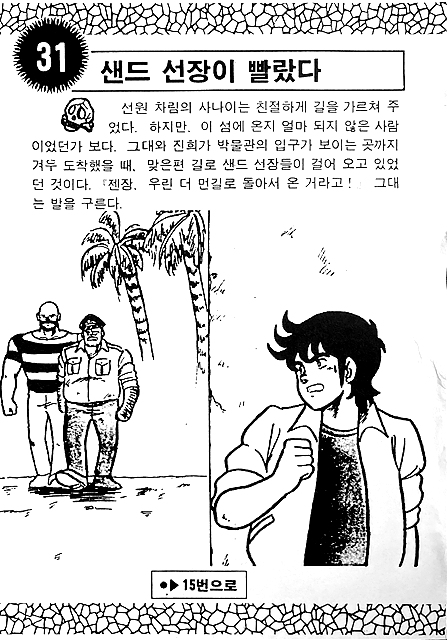 31
샌드 선장이 빨랐다
선원 차림의 사나이는 친절하게 길을 가르쳐 주
었다. 하지만, 이 섬에 온지 얼마 되지 않은 사람
이었던가 보다. 그대와 진희가 박물관의 입구가 보이는 곳까지
겨우 도착했을 때, 맞은편 길로 샌드 선장들이 걸어 오고 있었
던 것이다. 『젠장, 우린 더 먼길로 돌아서 온 거라고!』 그대
는 발을 구른다.
●▶15번으로